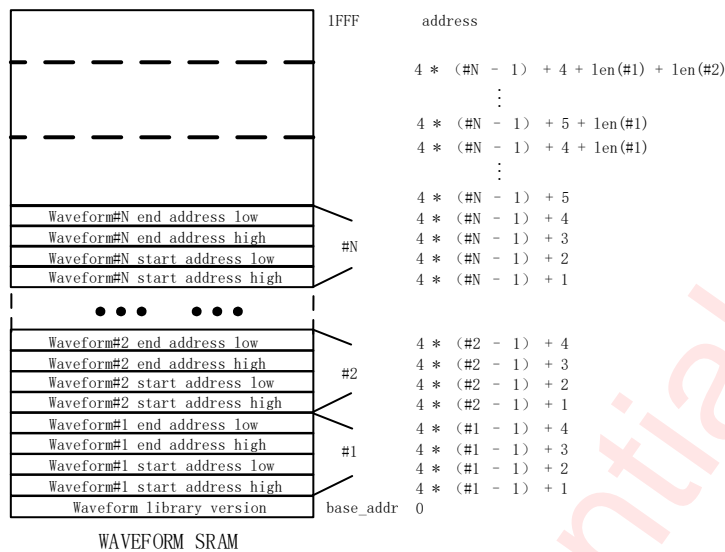 1FFF address
4 * (#N - 1) + 4 + len(#1) + len(#2)
⋮
4 * (#N - 1) + 5 + len(#1)
4 * (#N - 1) + 4 + len(#1)
⋮
4 * (#N - 1) + 5
Waveform#N end address low 4 * (#N - 1) + 4
Waveform#N end address high #N 4 * (#N - 1) + 3
Waveform#N start address low 4 * (#N - 1) + 2
Waveform#N start address high 4 * (#N - 1) + 1
••• •••
Waveform#2 end address low 4 * (#2 - 1) + 4
Waveform#2 end address high 4 * (#2 - 1) + 3
Waveform#2 start address low #2 4 * (#2 - 1) + 2
Waveform#2 start address high 4 * (#2 - 1) + 1
Waveform#1 end address low 4 * (#1 - 1) + 4
Waveform#1 end address high #1 4 * (#1 - 1) + 3
Waveform#1 start address low 4 * (#1 - 1) + 2
Waveform#1 start address high 4 * (#1 - 1) + 1
Waveform library version base_addr 0
WAVEFORM SRAM
ntial